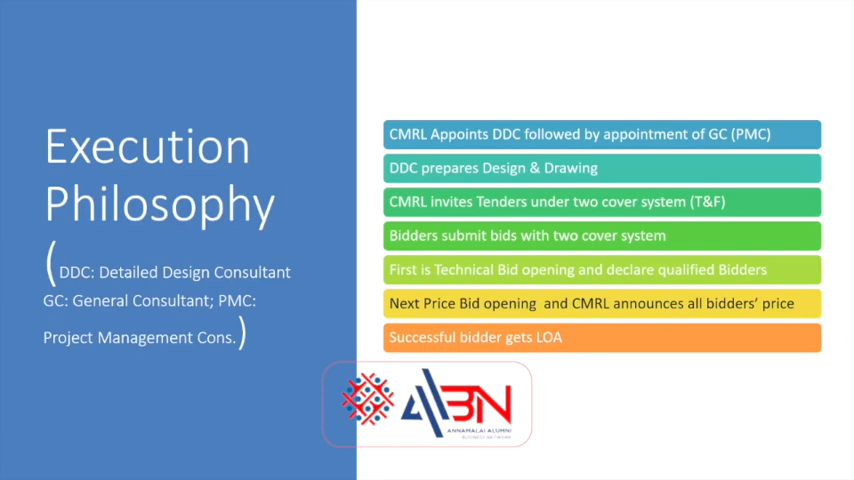 Execution
Philosophy
(DDC: Detailed Design Consultant
GC: General Consultant; PMC:
Project Management Cons.)
CMRL Appoints DDC followed by appointment of GC (PMC)
DDC prepares Design & Drawing
CMRL invites Tenders under two cover system (T&F)
Bidders submit bids with two cover system
First is Technical Bid opening and declare qualified Bidders
Next Price Bid opening and CMRL announces all bidders’ price
Successful bidder gets LOA
ABN
ANNAMALAI ALUMNI
BUSINESS NETWORK